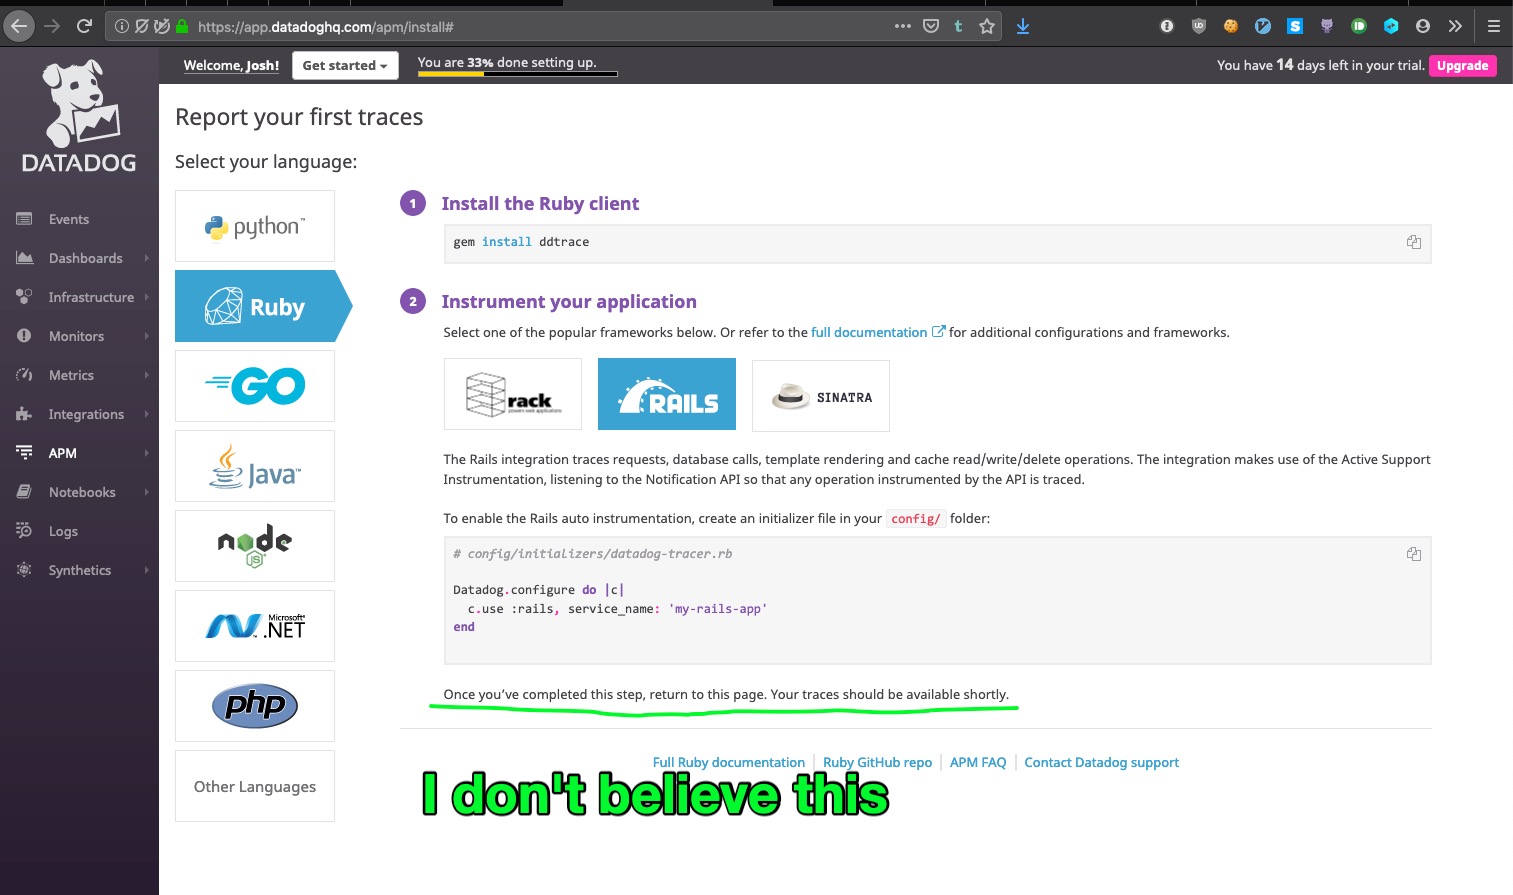 https://app.datadoghq.com/apm/install#
DATADOG
Welcome, Josh!
Get started
You are 33% done setting up.
You have 14 days left in your trial.
Upgrade
Events
Dashboards
Infrastructure
Monitors
Metrics
Integrations
APM
Notebooks
Logs
Synthetics
Report your first traces
Select your language:
python™
Ruby
GO
Java™
node
JS
Microsoft®
.NET
php
Other Languages
1 Install the Ruby client
gem install ddtrace
2 Instrument your application
Select one of the popular frameworks below. Or refer to the full documentation for additional configurations and frameworks.
rack
powers web applications
RAILS
SINATRA
The Rails integration traces requests, database calls, template rendering and cache read/write/delete operations. The integration makes use of the Active Support
Instrumentation, listening to the Notification API so that any operation instrumented by the API is traced.
To enable the Rails auto instrumentation, create an initializer file in your config/ folder:
# config/initializers/datadog-tracer.rb
Datadog.configure do |c|
  c.use :rails, service_name: 'my-rails-app'
end
Once you've completed this step, return to this page. Your traces should be available shortly.
Full Ruby documentation | Ruby GitHub repo | APM FAQ | Contact Datadog support
I don't believe this